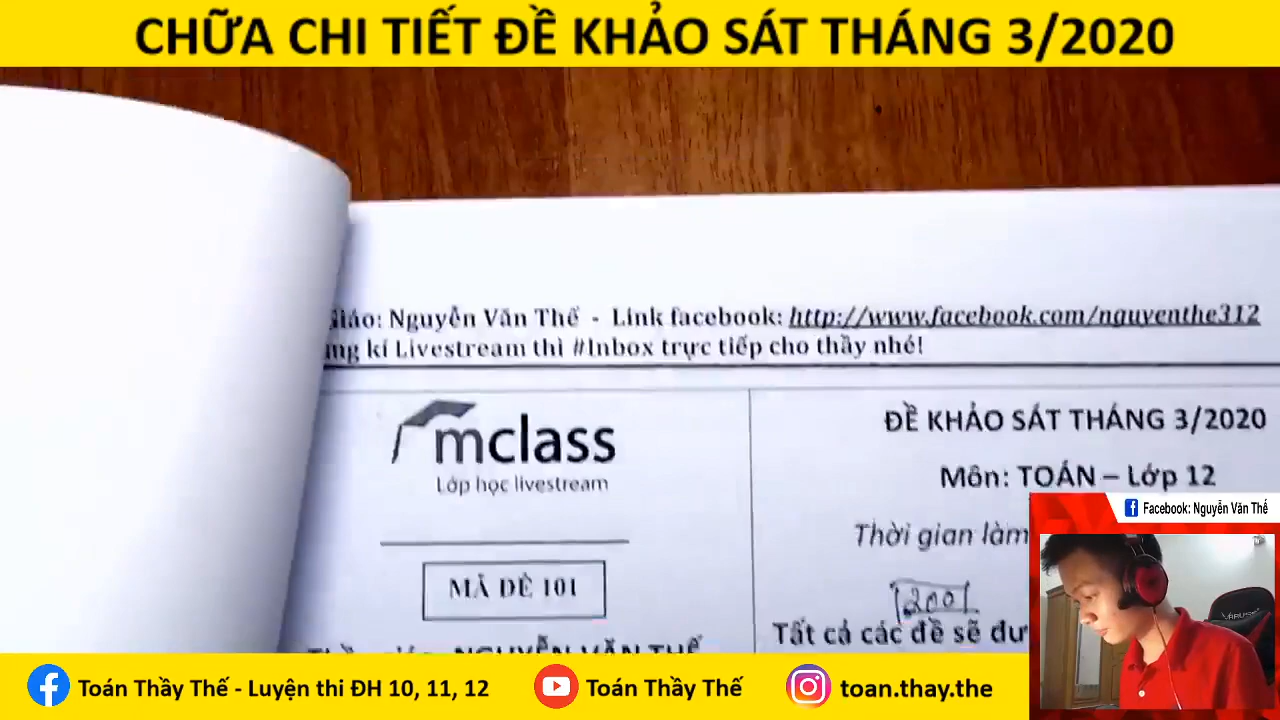 CHỮA CHI TIẾT ĐỀ KHẢO SÁT THÁNG 3/2020
Giáo: Nguyễn Văn Thế - Link facebook: http://www.facebook.com/nguyenthe312
kí Livestream thì #Inbox trực tiếp cho thầy nhé!
mclass
Lớp học livestream
MÃ ĐỀ 101
NGUYỄN VĂN THẾ
ĐỀ KHẢO SÁT THÁNG 3/2020
Môn: TOÁN – Lớp 12
Thời gian làm
Tất cả các đề sẽ
Facebook: Nguyễn Văn Thế
Toán Thầy Thế - Luyện thi ĐH 10, 11, 12
Toán Thầy Thế
toan.thay.the